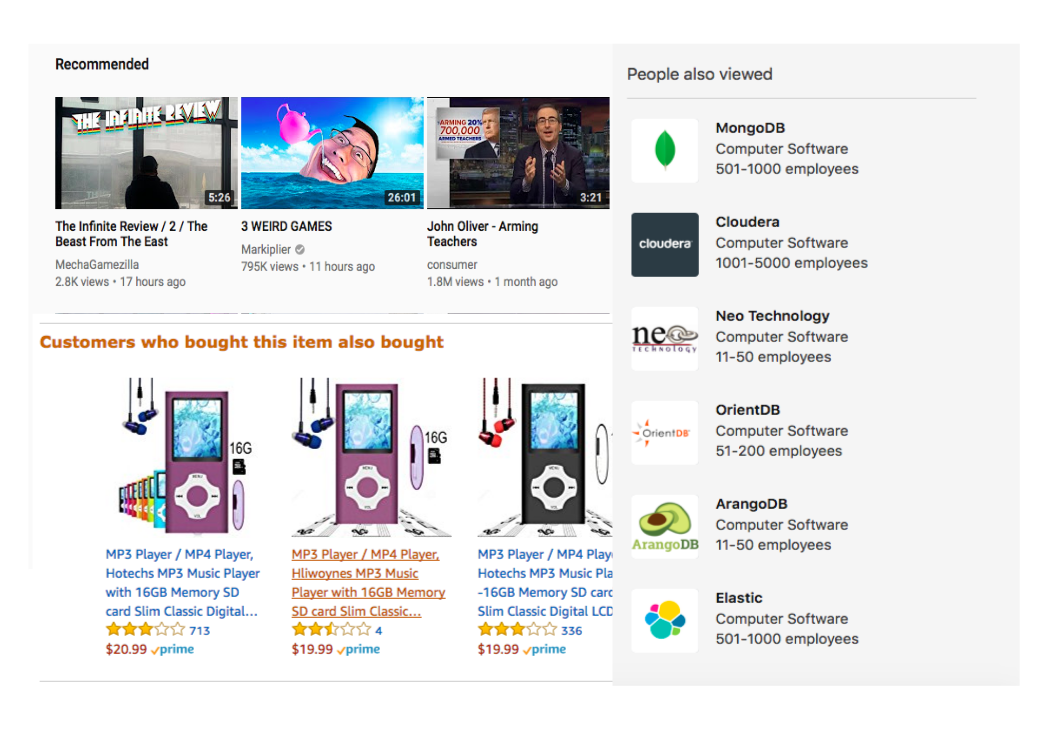 Recommended
THE INFINITE REVIEW
5:26
26:01
ARMING 20%
700,000
ARMED TEACHERS
3:21
The Infinite Review / 2 / The
Beast From The East
MechaGamezilla
2.8K views • 17 hours ago
3 WEIRD GAMES
Markiplier
795K views • 11 hours ago
John Oliver - Arming
Teachers
consumer
1.8M views • 1 month ago
Customers who bought this item also bought
16G
MENU
16G
MENU
MENU
MP3 Player / MP4 Player,
Hotechs MP3 Music Player
with 16GB Memory SD
card Slim Classic Digital...
713
$20.99 prime
MP3 Player / MP4 Player,
Hliwoynes MP3 Music
Player with 16GB Memory
SD card Slim Classic...
4
$19.99 prime
MP3 Player / MP4 Play
Hotechs MP3 Music Pla
-16GB Memory SD card
Slim Classic Digital LCD
336
$19.99 prime
People also viewed
MongoDB
Computer Software
501-1000 employees
cloudera
Cloudera
Computer Software
1001-5000 employees
neo
TECHNOLOGY
Neo Technology
Computer Software
11-50 employees
OrientDB
OrientDB
Computer Software
51-200 employees
ArangoDB
ArangoDB
Computer Software
11-50 employees
Elastic
Computer Software
501-1000 employees